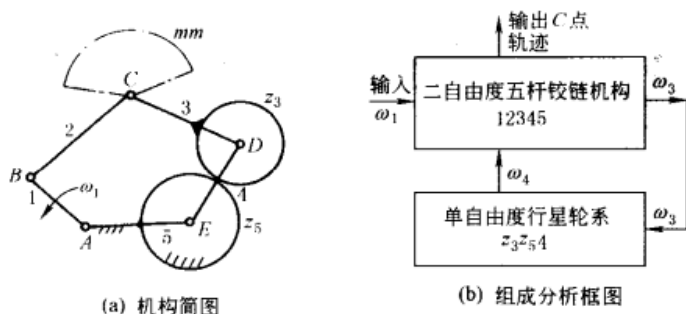 mm
C
3
z₃
2
D
B
1
ω₁
4
A
5
E
z₅
(a) 机构简图
输出C点
轨迹
输入
ω₁
二自由度五杆铰链机构
12345
ω₃
ω₄
单自由度行星轮系
z₃z₅4
ω₃
(b) 组成分析框图